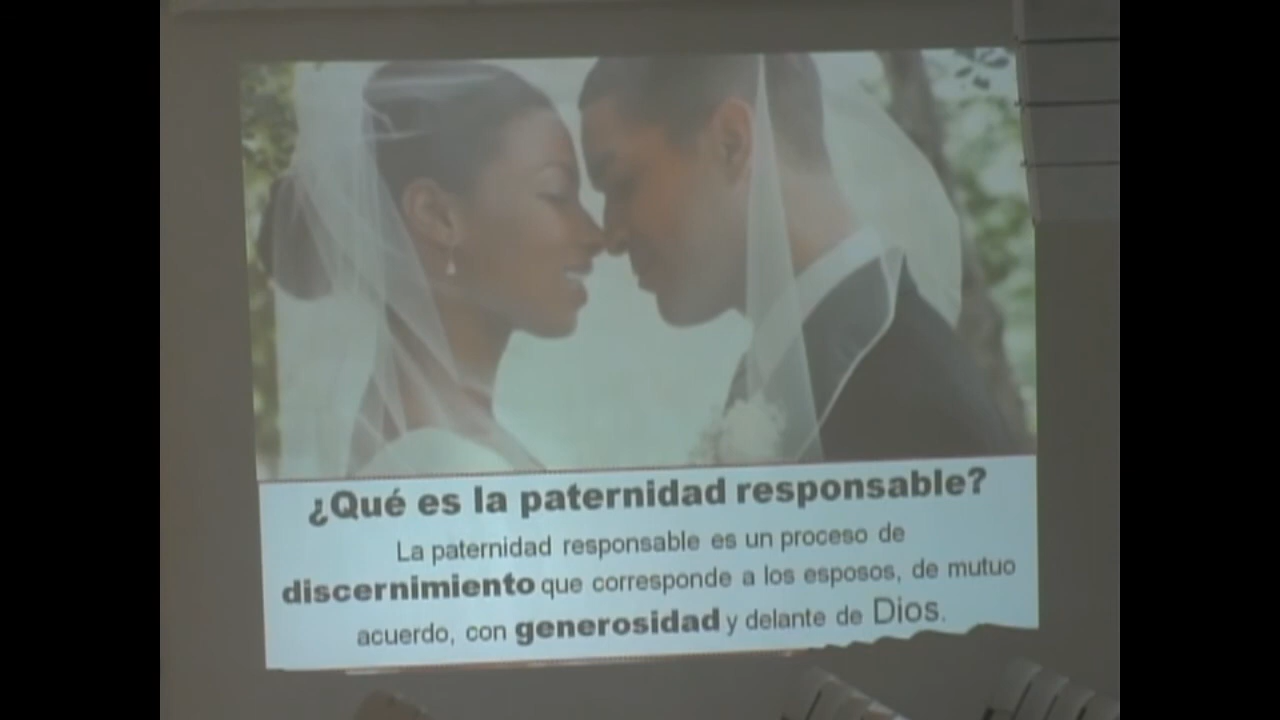 ¿Qué es la paternidad responsable?
La paternidad responsable es un proceso de
discernimiento que corresponde a los esposos, de mutuo
acuerdo, con generosidad y delante de Dios.